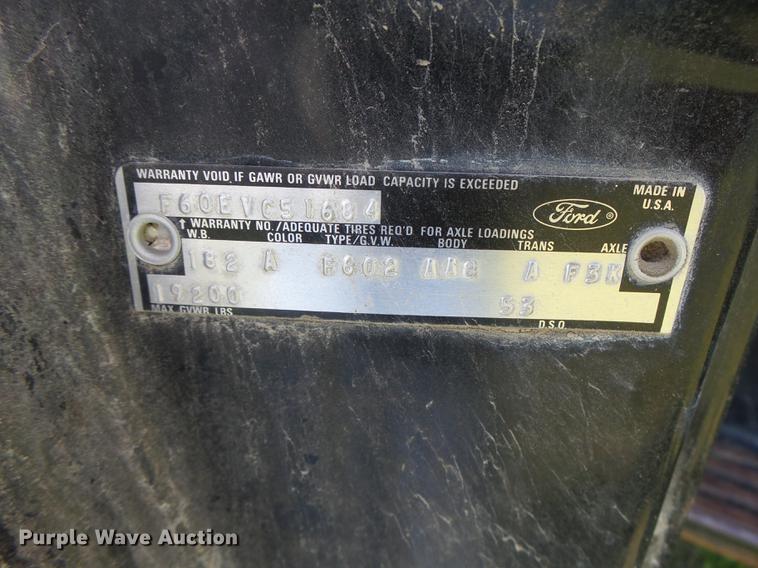 WARRANTY VOID IF GAWR OR GVWR LOAD CAPACITY IS EXCEEDED
F60EVC51684
MADE IN
U.S.A.
Ford ®
↑ WARRANTY NO./ADEQUATE TIRES REQ'D FOR AXLE LOADINGS
W.B. COLOR TYPE/G.V.W. BODY TRANS AXLE
182 A F602 A F3K
19200 53
MAX. GVWR LBS D.S.O.
Purple Wave Auction